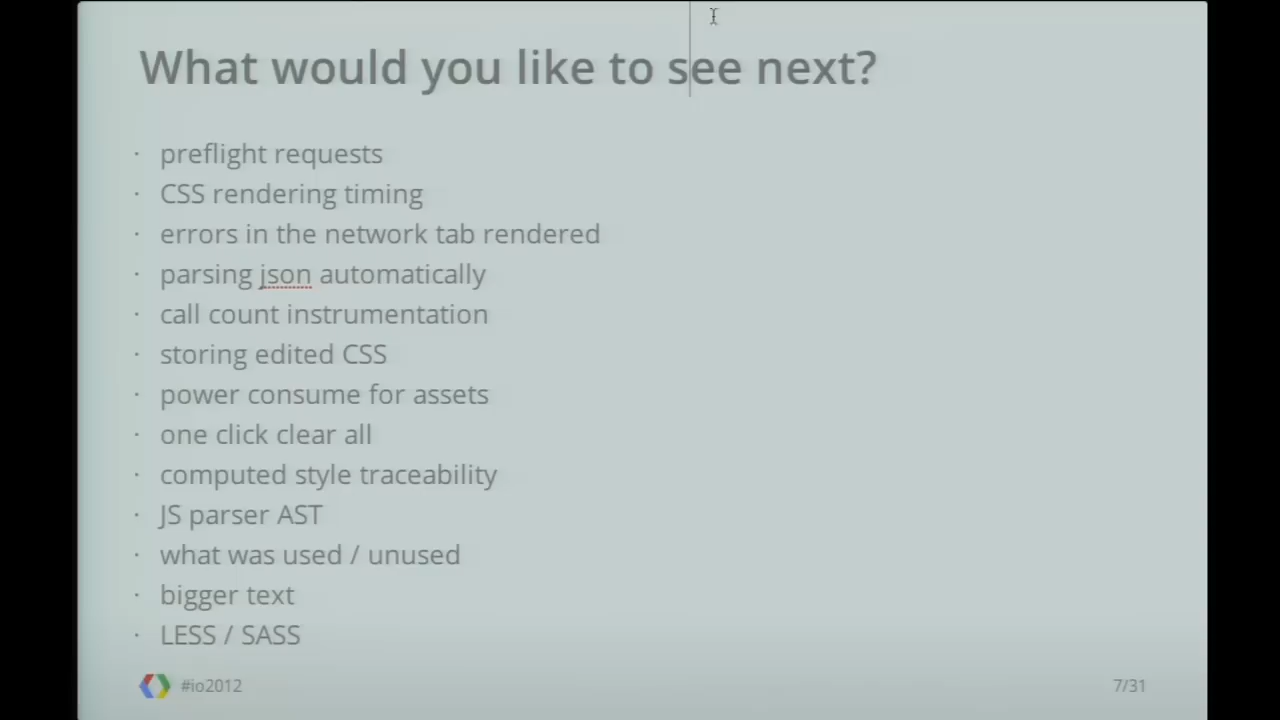 What would you like to see next?
· preflight requests
· CSS rendering timing
· errors in the network tab rendered
· parsing json automatically
· call count instrumentation
· storing edited CSS
· power consume for assets
· one click clear all
· computed style traceability
· JS parser AST
· what was used / unused
· bigger text
· LESS / SASS
#io2012
7/31